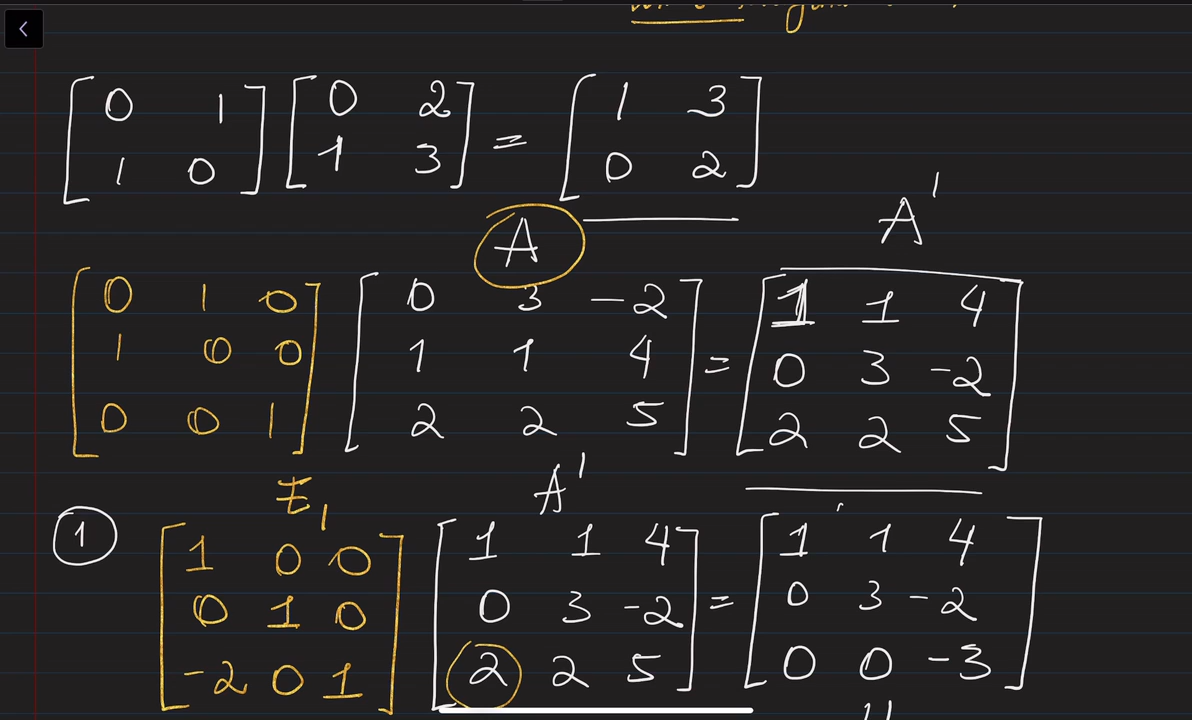 [0 1] [0 2] = [1 3]
[1 0] [1 3] [0 2]
A A'
[0 1 0] [0 3 -2] = [1 1 4]
[1 0 0] [1 1 4] [0 3 -2]
[0 0 1] [2 2 5] [2 2 5]
E₁ A'
① [1 0 0] [1 1 4] = [1 1 4]
[0 1 0] [0 3 -2] [0 3 -2]
[-2 0 1] [2 2 5] [0 0 -3]